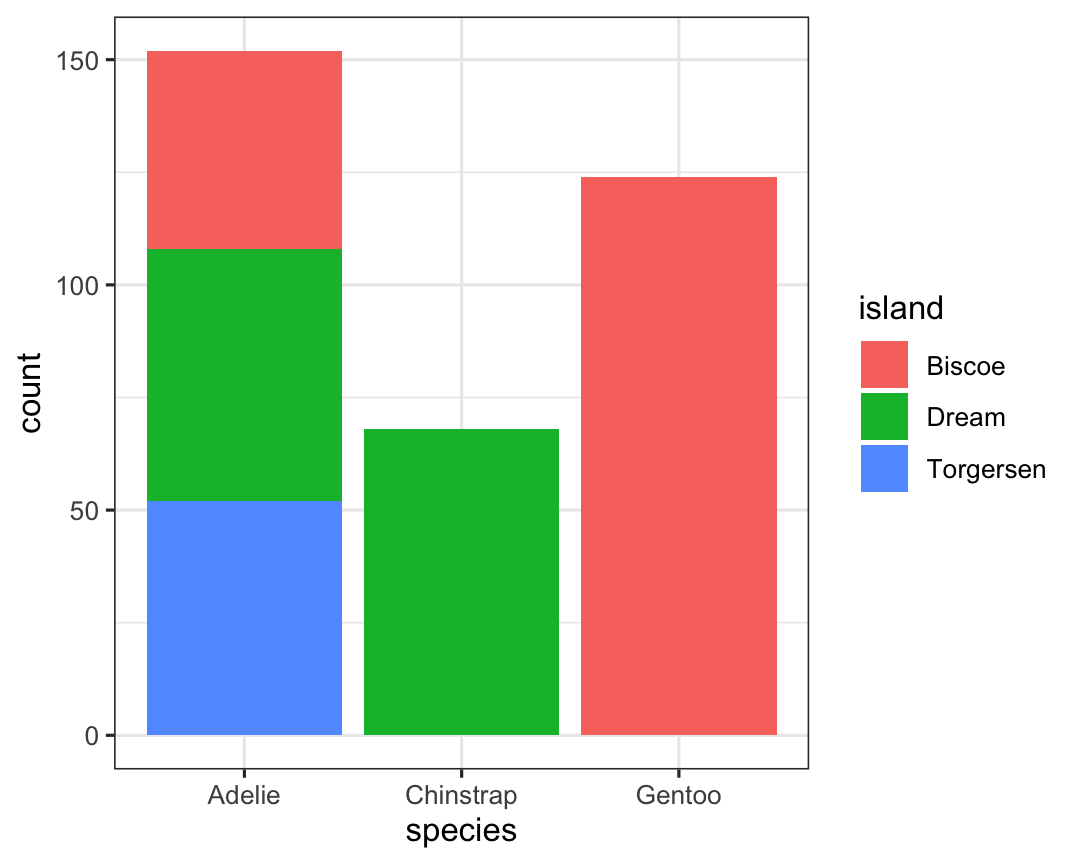 150
100
50
0
count
Adelie
Chinstrap
Gentoo
species
island
Biscoe
Dream
Torgersen